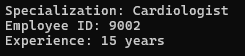 Specialization: Cardiologist
Employee ID: 9002
Experience: 15 years